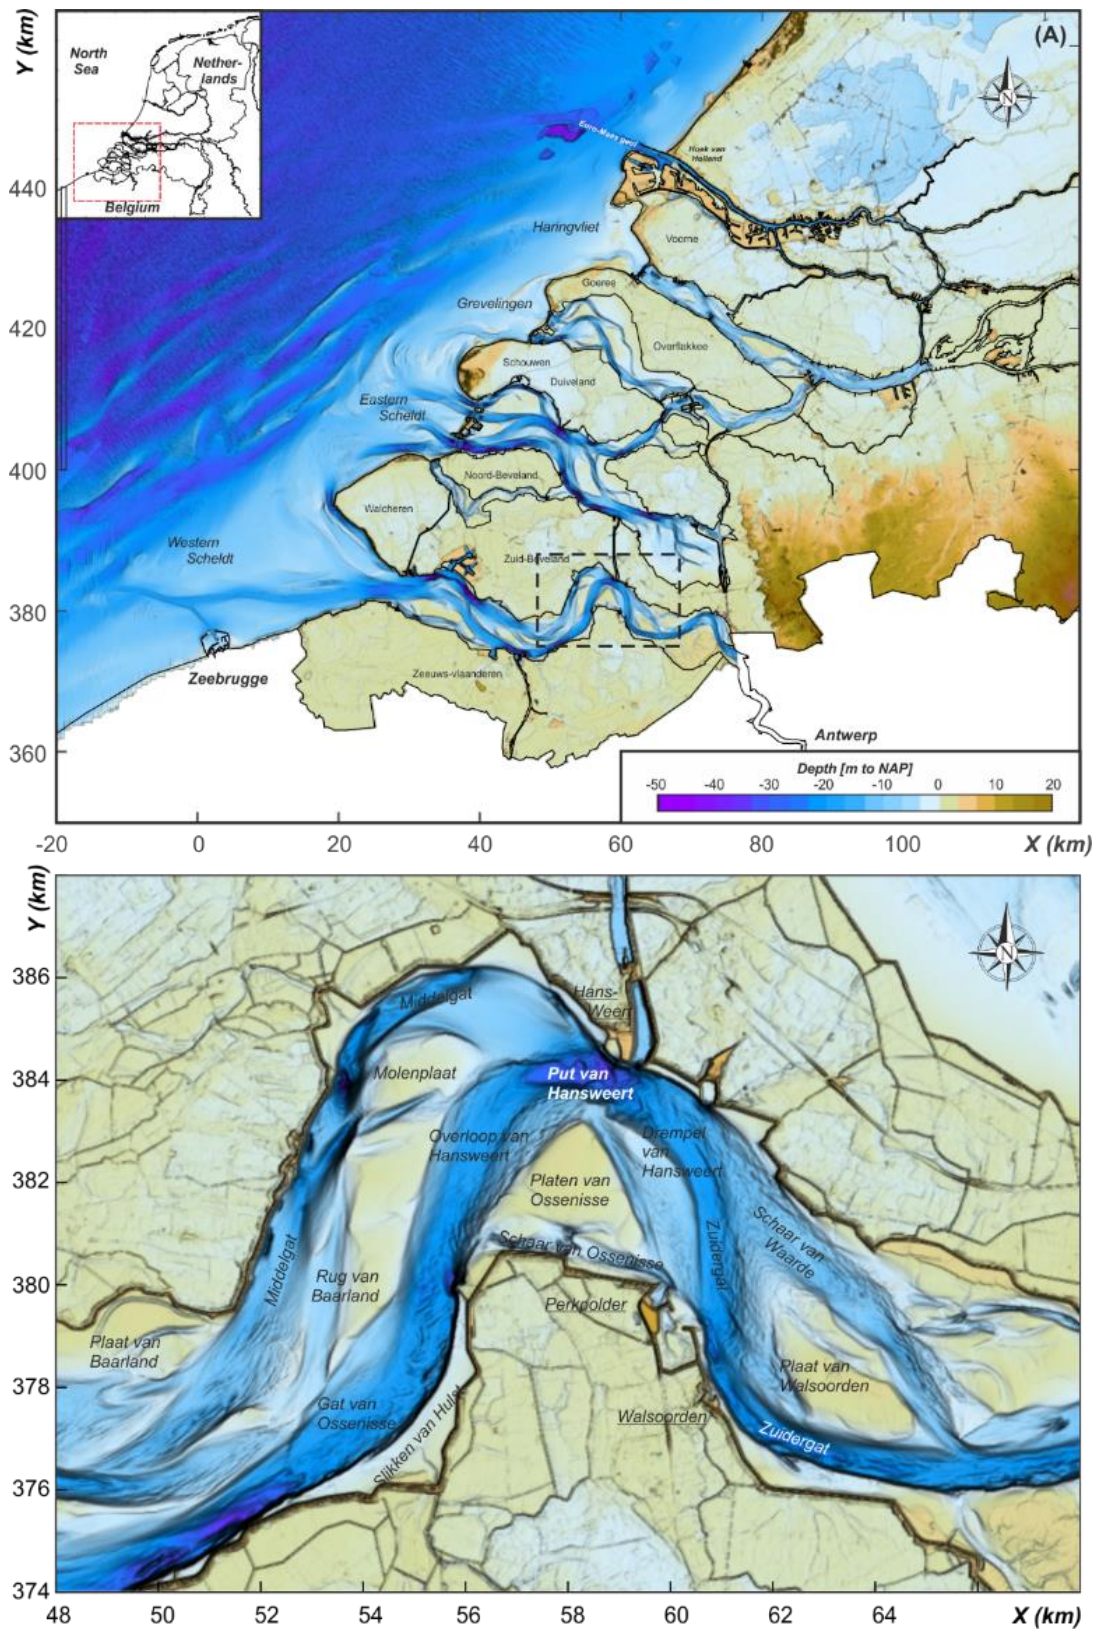 Y (km)
(A)
North
Sea
Nether-
lands
Belgium
N
Euro-Maas geul
Hoek van
Holland
440
Haringvliet
Voorne
Goeree
Grevelingen
420
Overflakkee
Schouwen
Duiveland
Eastern
Scheldt
400
Noord-Beveland
Walcheren
Western
Scheldt
Zuid-Beveland
380
Zeebrugge
Zeeuws-vlaanderen
Antwerp
360
Depth [m to NAP]
-50 -40 -30 -20 -10 0 10 20
-20 0 20 40 60 80 100 X (km)
Y (km)
N
386
Middelgat
Hans-
Weert
384
Molenplaat
Put van
Hansweert
Overloop van
Hansweert
Drempel
van
Hansweert
382
Platen van
Ossenisse
Schaar van
Waarde
Schaar van Ossenisse
Zuidergat
Middelgat
380
Rug van
Baarland
Perkpolder
Plaat van
Baarland
378
Plaat van
Walsoorden
Gat van
Ossenisse
Slikken van Hulst
Walsoorden
Zuidergat
376
374
48 50 52 54 56 58 60 62 64 X (km)